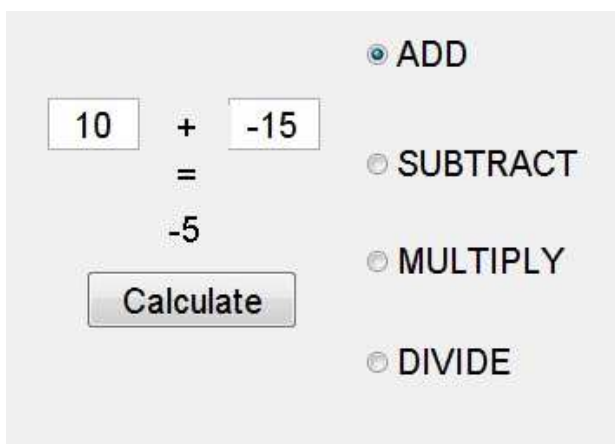 ADD
10 + -15
=
-5
Calculate
SUBTRACT
MULTIPLY
DIVIDE